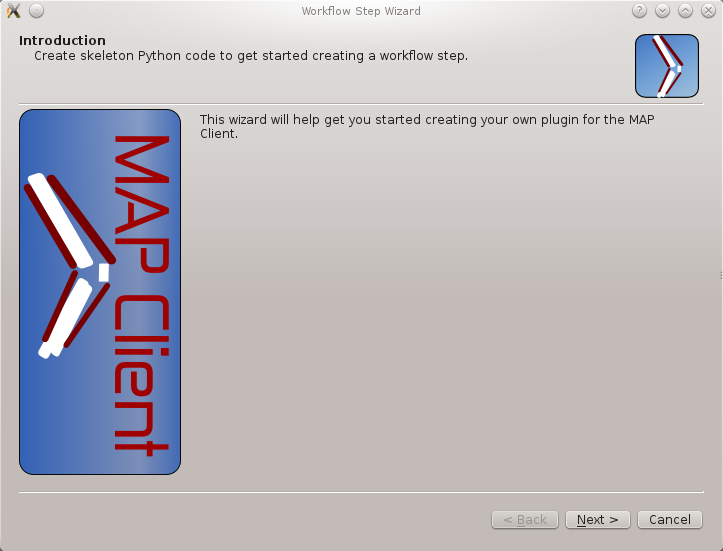 Workflow Step Wizard
Introduction
Create skeleton Python code to get started creating a workflow step.
MAP Client
This wizard will help get you started creating your own plugin for the MAP
Client.
< Back
Next >
Cancel